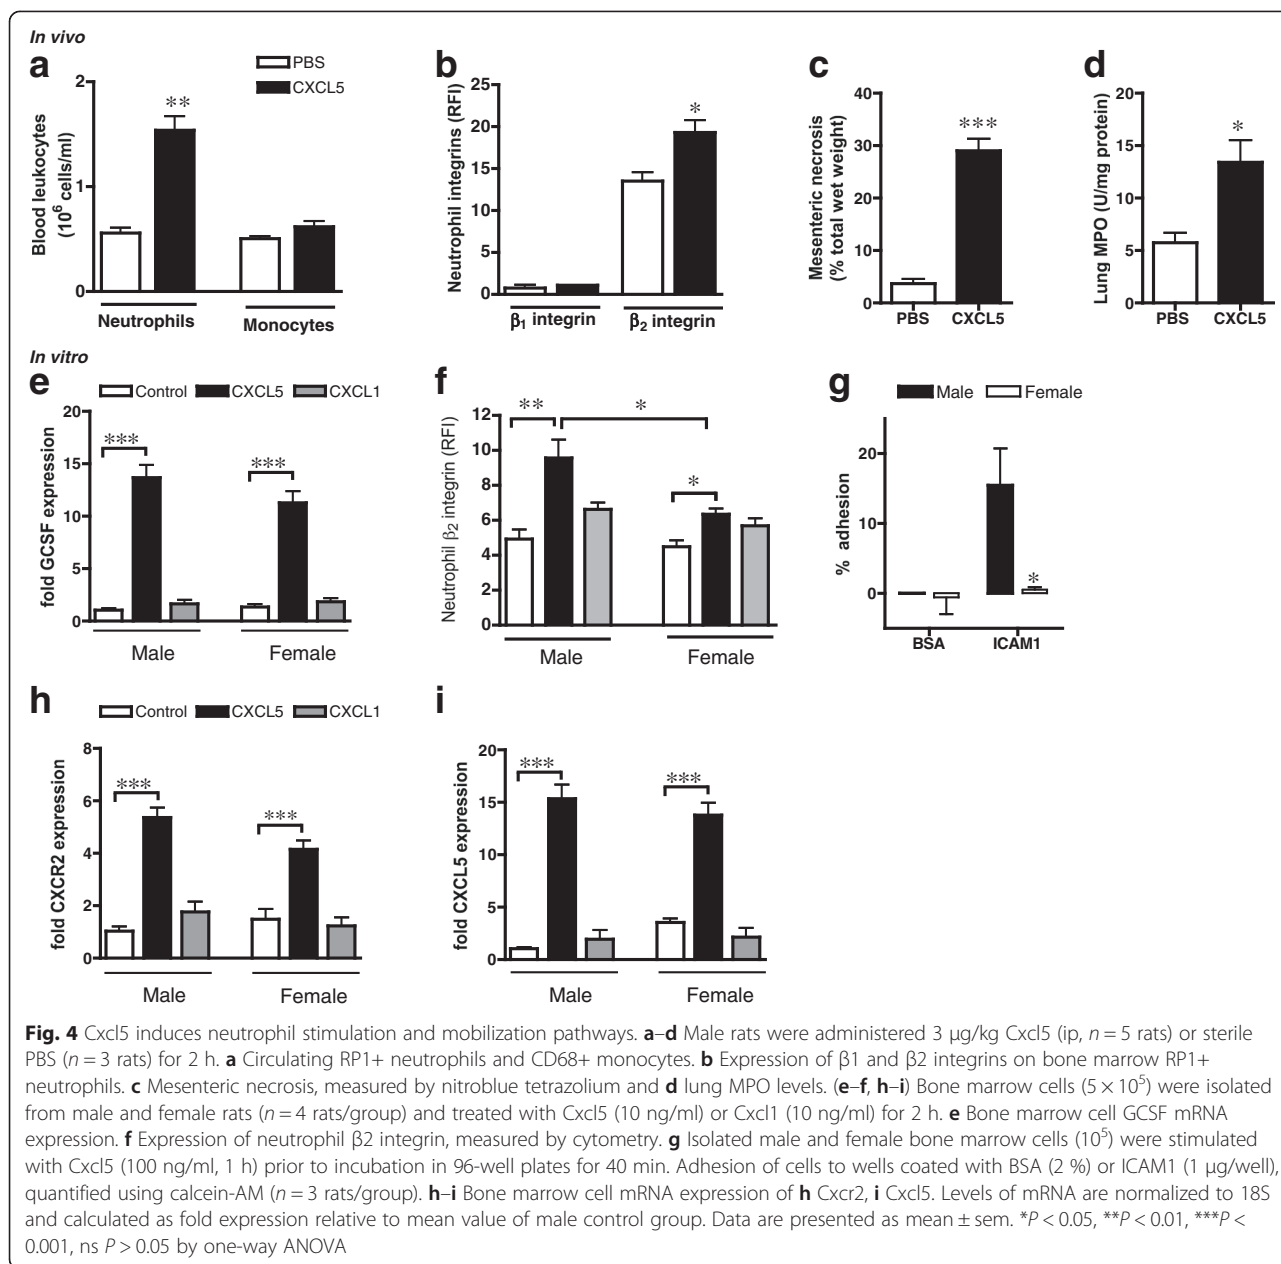 In vivo
a
PBS
CXCL5
Blood leukocytes
(10⁶ cells/ml)
2
1
0
**
Neutrophils
Monocytes
b
Neutrophil integrins (RFI)
25
20
15
10
5
0
*
β₁ integrin
β₂ integrin
c
Mesenteric necrosis
(% total wet weight)
40
30
20
10
0
***
PBS CXCL5
d
Lung MPO (U/mg protein)
20
15
10
5
0
*
PBS CXCL5
In vitro
e
Control CXCL5 CXCL1
fold GCSF expression
20
15
10
5
0
***
***
Male
Female
f
Neutrophil β₂ integrin (RFI)
12
10
8
6
4
2
0
**
*
*
Male
Female
g
Male Female
% adhesion
20
10
0
*
BSA
ICAM1
h
Control CXCL5 CXCL1
fold CXCR2 expression
8
6
4
2
0
***
***
Male
Female
i
fold CXCL5 expression
20
15
10
5
0
***
***
Male
Female
Fig. 4 Cxcl5 induces neutrophil stimulation and mobilization pathways. a–d Male rats were administered 3 μg/kg Cxcl5 (ip, n = 5 rats) or sterile
PBS (n = 3 rats) for 2 h. a Circulating RP1+ neutrophils and CD68+ monocytes. b Expression of β1 and β2 integrins on bone marrow RP1+
neutrophils. c Mesenteric necrosis, measured by nitroblue tetrazolium and d lung MPO levels. (e–f, h–i) Bone marrow cells (5 × 10⁵) were isolated
from male and female rats (n = 4 rats/group) and treated with Cxcl5 (10 ng/ml) or Cxcl1 (10 ng/ml) for 2 h. e Bone marrow cell GCSF mRNA
expression. f Expression of neutrophil β2 integrin, measured by cytometry. g Isolated male and female bone marrow cells (10⁵) were stimulated
with Cxcl5 (100 ng/ml, 1 h) prior to incubation in 96-well plates for 40 min. Adhesion of cells to wells coated with BSA (2 %) or ICAM1 (1 μg/well),
quantified using calcein-AM (n = 3 rats/group). h–i Bone marrow cell mRNA expression of h Cxcr2, i Cxcl5. Levels of mRNA are normalized to 18S
and calculated as fold expression relative to mean value of male control group. Data are presented as mean ± sem. *P < 0.05, **P < 0.01, ***P <
0.001, ns P > 0.05 by one-way ANOVA